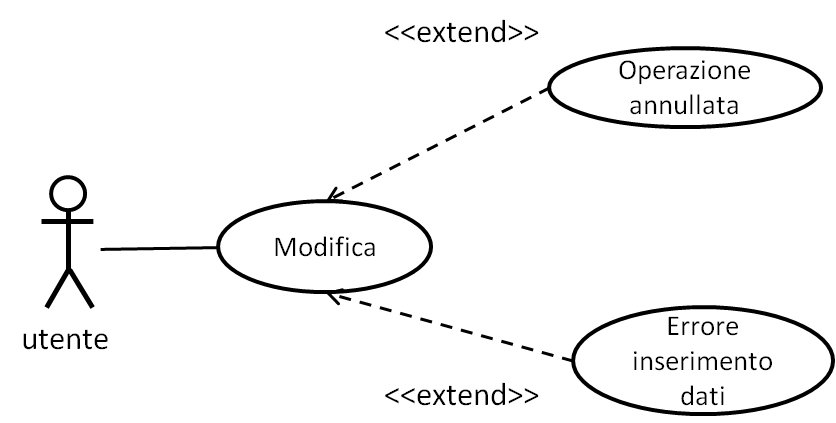 <<extend>>
Operazione
annullata
Modifica
utente
Errore
inserimento
dati
<<extend>>